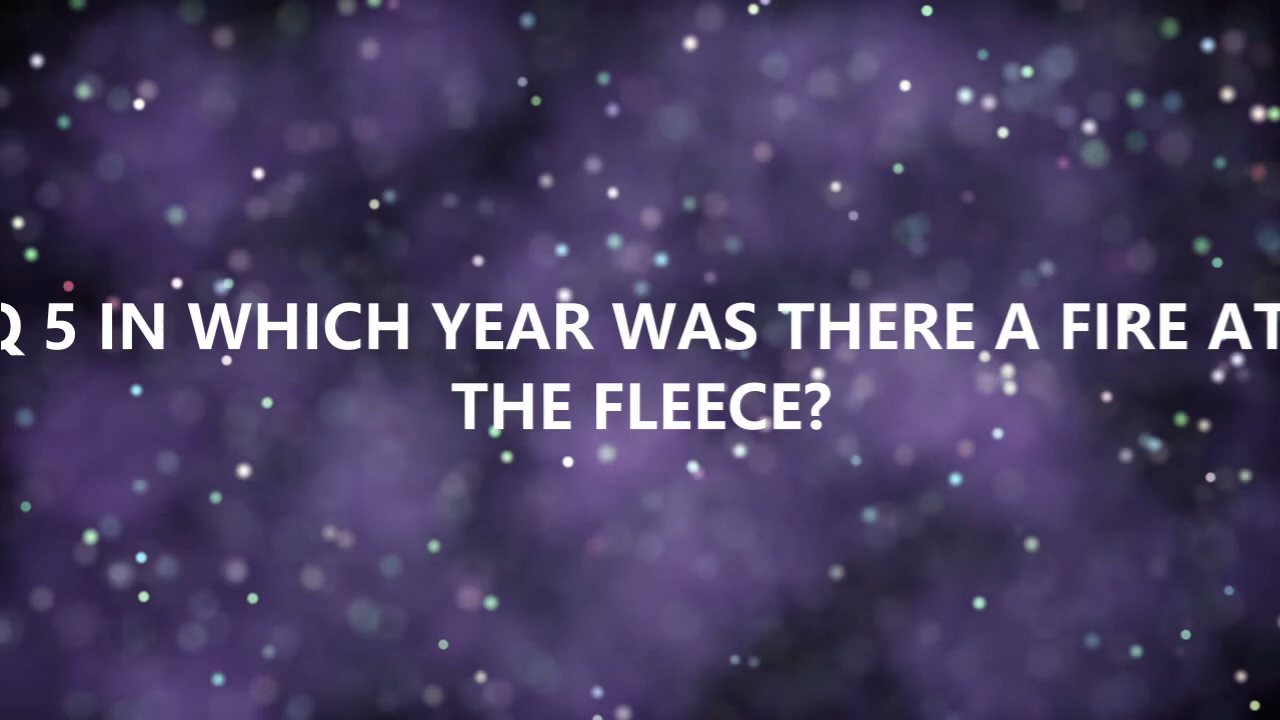 Q 5 IN WHICH YEAR WAS THERE A FIRE AT
THE FLEECE?